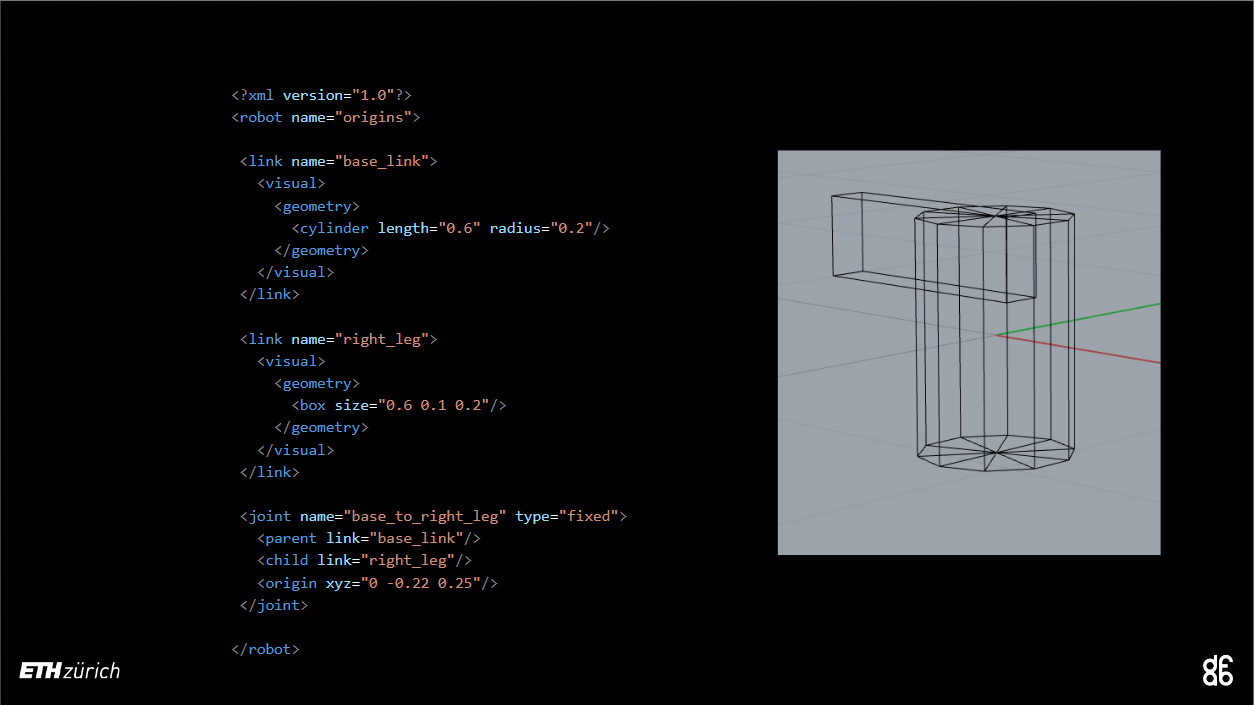 <?xml version="1.0"?>
<robot name="origins">
<link name="base_link">
<visual>
<geometry>
<cylinder length="0.6" radius="0.2"/>
</geometry>
</visual>
</link>
<link name="right_leg">
<visual>
<geometry>
<box size="0.6 0.1 0.2"/>
</geometry>
</visual>
</link>
<joint name="base_to_right_leg" type="fixed">
<parent link="base_link"/>
<child link="right_leg"/>
<origin xyz="0 -0.22 0.25"/>
</joint>
</robot>
ETH zürich
dfab